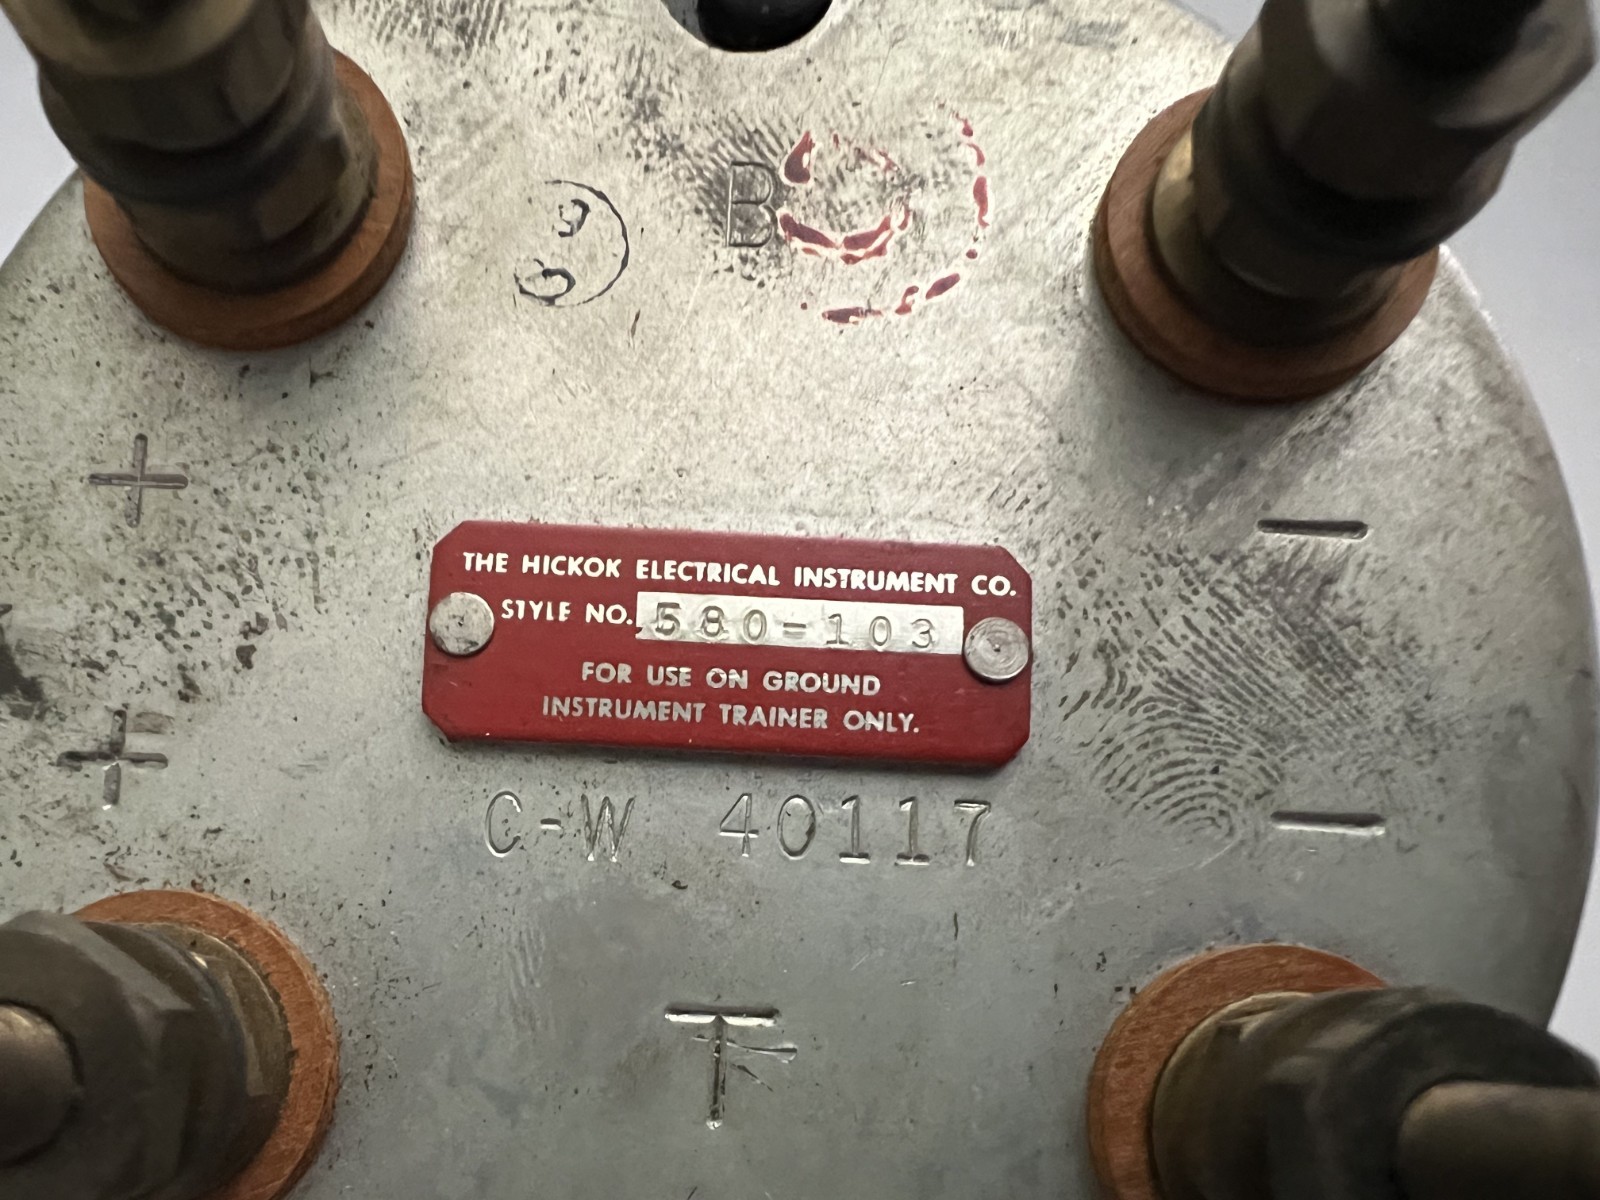 B
+
−
THE HICKOK ELECTRICAL INSTRUMENT CO.
STYLE NO. 580-103
FOR USE ON GROUND
INSTRUMENT TRAINER ONLY.
+
−
C-W 40117
T